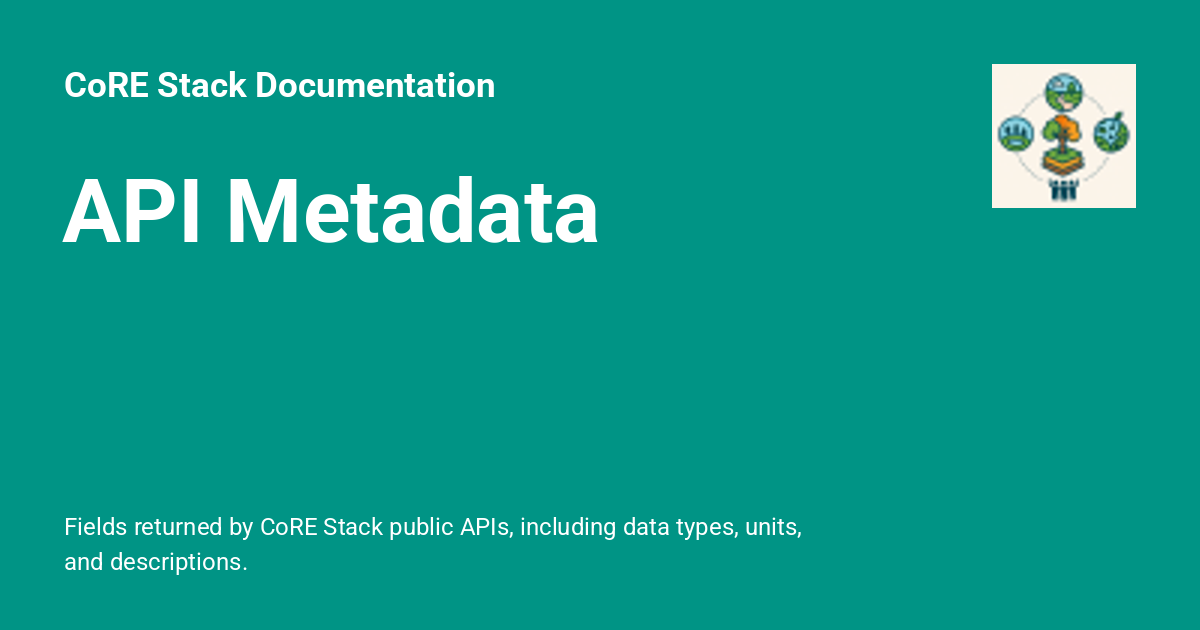 CoRE Stack Documentation
API Metadata
Fields returned by CoRE Stack public APIs, including data types, units,
and descriptions.